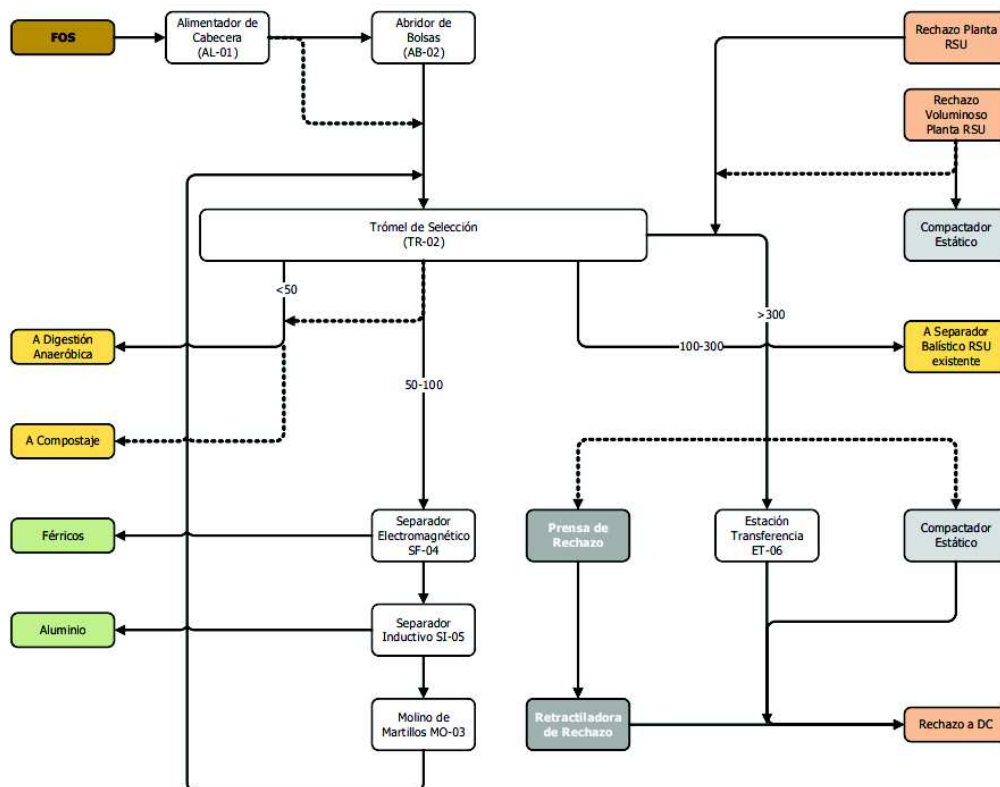 FOS
Alimentador de
Cabecera
(AL-01)
Abridor de
Bolsas
(AB-02)
Rechazo Planta
RSU
Rechazo
Voluminoso
Planta RSU
Trómel de Selección
(TR-02)
Compactador
Estático
<50
>300
A Digestión
Anaeróbica
100-300
A Separador
Balístico RSU
existente
50-100
A Compostaje
Férricos
Separador
Electromagnético
SF-04
Prensa de
Rechazo
Estación
Transferencia
ET-06
Compactador
Estático
Aluminio
Separador
Inductivo SI-05
Molino de
Martillos MO-03
Retractiladora
de Rechazo
Rechazo a DC